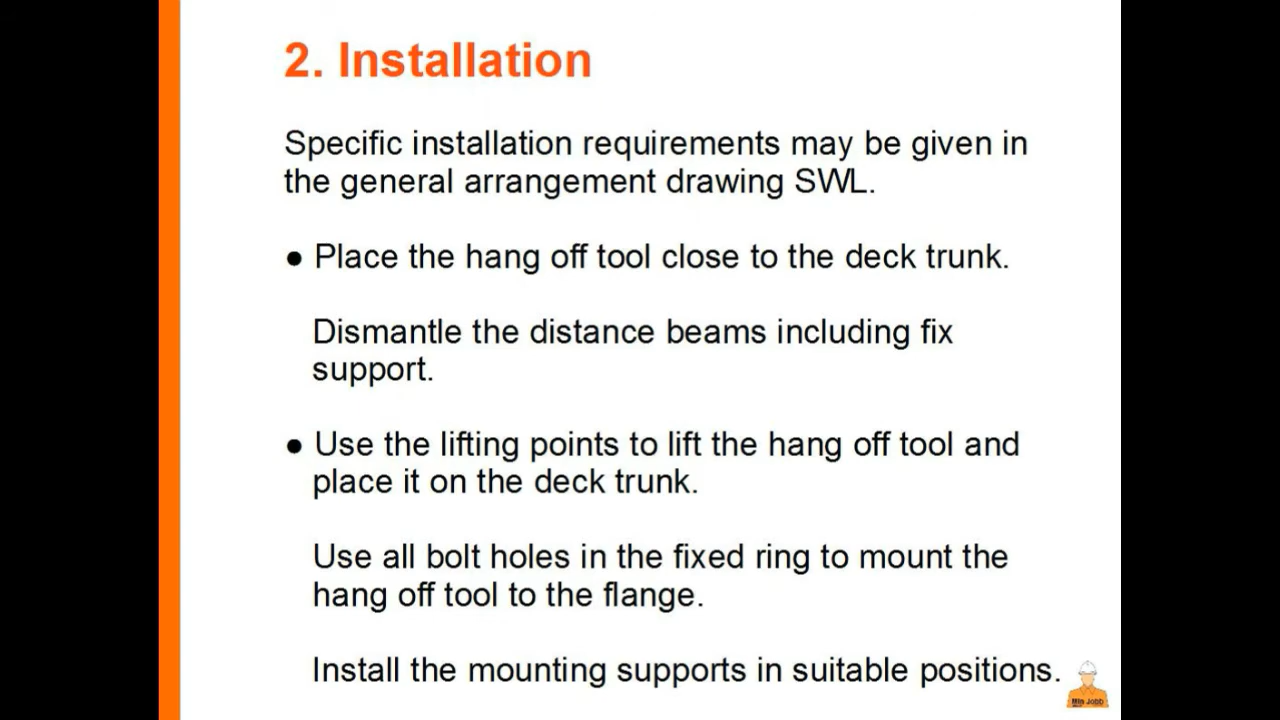 2. Installation
Specific installation requirements may be given in
the general arrangement drawing SWL.
● Place the hang off tool close to the deck trunk.
Dismantle the distance beams including fix
support.
● Use the lifting points to lift the hang off tool and
place it on the deck trunk.
Use all bolt holes in the fixed ring to mount the
hang off tool to the flange.
Install the mounting supports in suitable positions.
Min Jobb